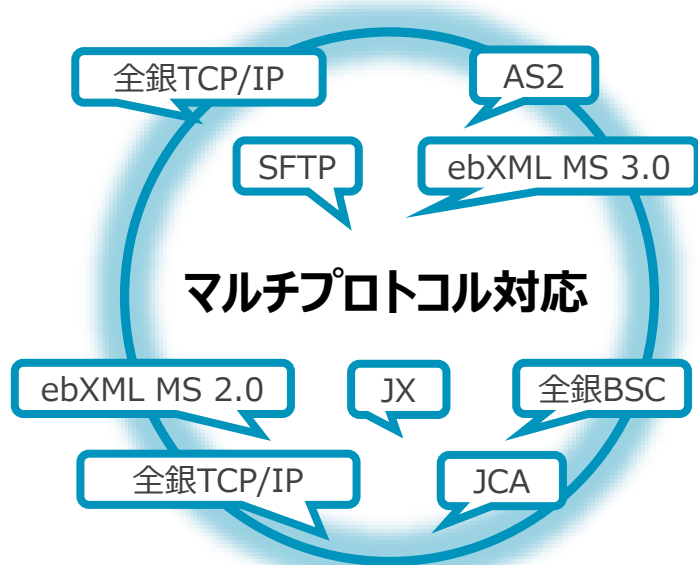 全銀TCP/IP
AS2
SFTP
ebXML MS 3.0
マルチプロトコル対応
ebXML MS 2.0
JX
全銀BSC
全銀TCP/IP
JCA